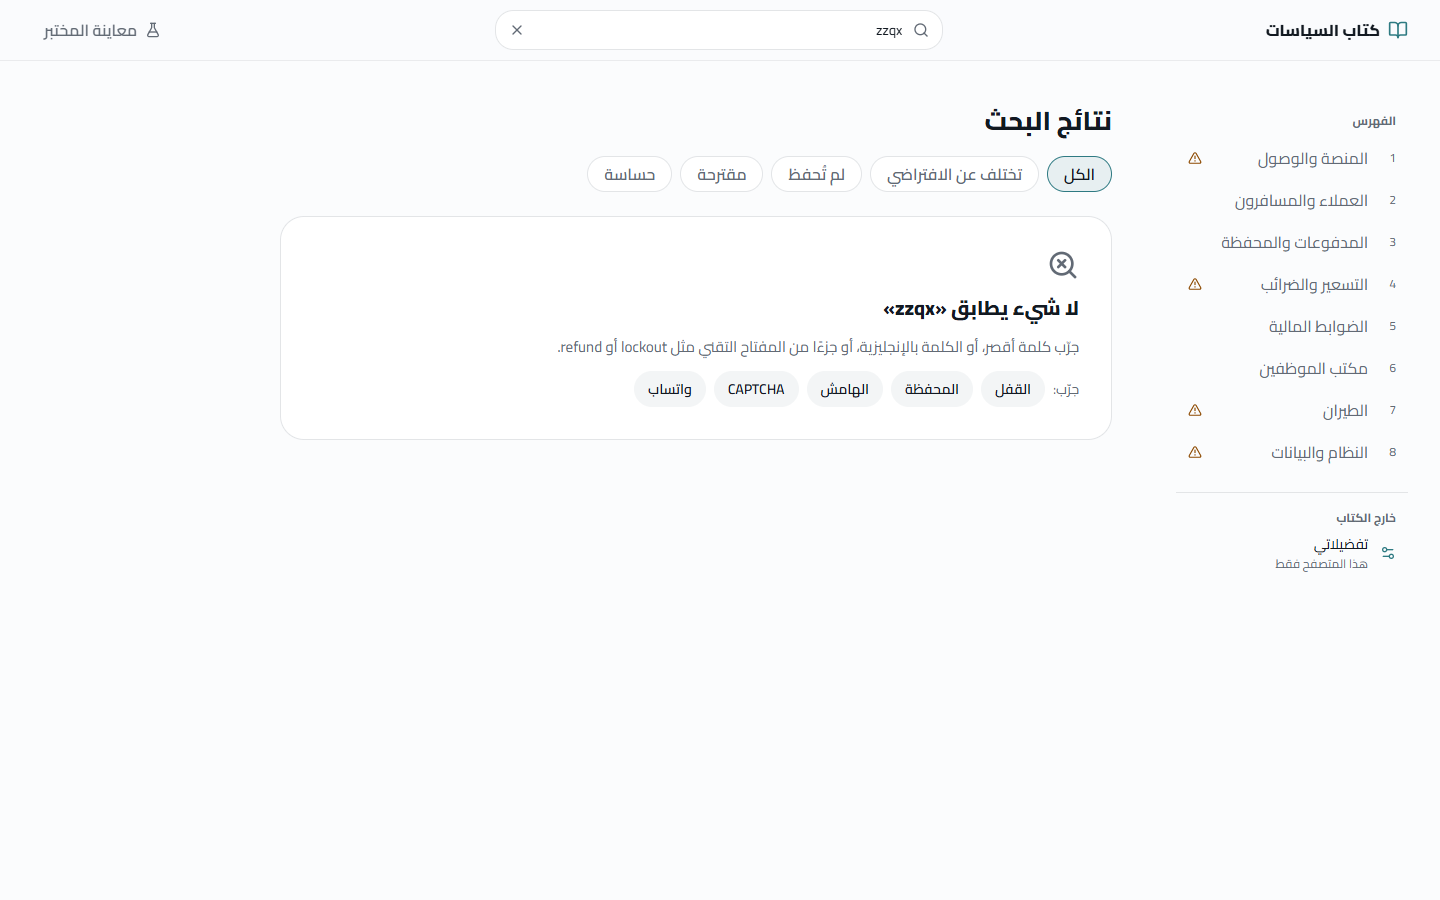 كتاب السياسات
zzqx
معاينة المختبر
الفهرس
1 المنصة والوصول
2 العملاء والمسافرون
3 المدفوعات والمحفظة
4 التسعير والضرائب
5 الضوابط المالية
6 مكتب الموظفين
7 الطيران
8 النظام والبيانات
خارج الكتاب
تفضيلاتي
هذا المتصفح فقط
نتائج البحث
الكل
تختلف عن الافتراضي
لم تُحفظ
مقترحة
حساسة
لا شيء يطابق «zzqx»
جرّب كلمة أقصر، أو الكلمة بالإنجليزية، أو جزءًا من المفتاح التقني مثل lockout أو refund.
جرّب: القفل المحفظة الهامش CAPTCHA واتساب